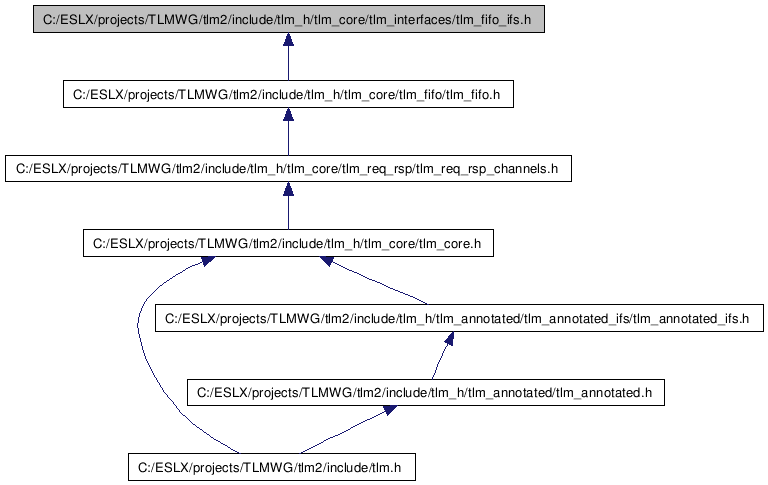 C:/ESLX/projects/TLMWG/tlm2/include/tlm_h/tlm_core/tlm_interfaces/tlm_fifo_ifs.h
C:/ESLX/projects/TLMWG/tlm2/include/tlm_h/tlm_core/tlm_fifo/tlm_fifo.h
C:/ESLX/projects/TLMWG/tlm2/include/tlm_h/tlm_core/tlm_req_rsp/tlm_req_rsp_channels.h
C:/ESLX/projects/TLMWG/tlm2/include/tlm_h/tlm_core/tlm_core.h
C:/ESLX/projects/TLMWG/tlm2/include/tlm_h/tlm_annotated/tlm_annotated_ifs/tlm_annotated_ifs.h
C:/ESLX/projects/TLMWG/tlm2/include/tlm_h/tlm_annotated/tlm_annotated.h
C:/ESLX/projects/TLMWG/tlm2/include/tlm.h